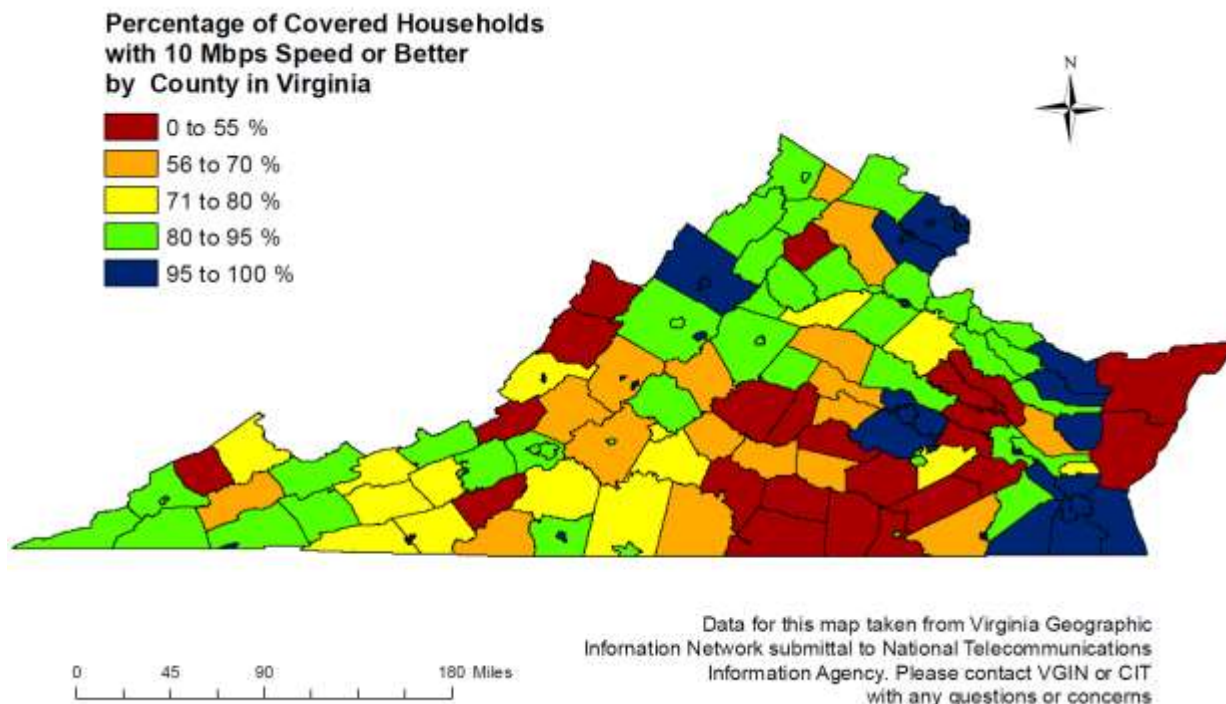 Percentage of Covered Households
with 10 Mbps Speed or Better
by County in Virginia
0 to 55 %
56 to 70 %
71 to 80 %
80 to 95 %
95 to 100 %
N
Data for this map taken from Virginia Geographic
Infornation Network submittal to National Telecommunications
Information Agency. Please contact VGIN or CIT
with any questions or concerns
0 45 90 180 Miles